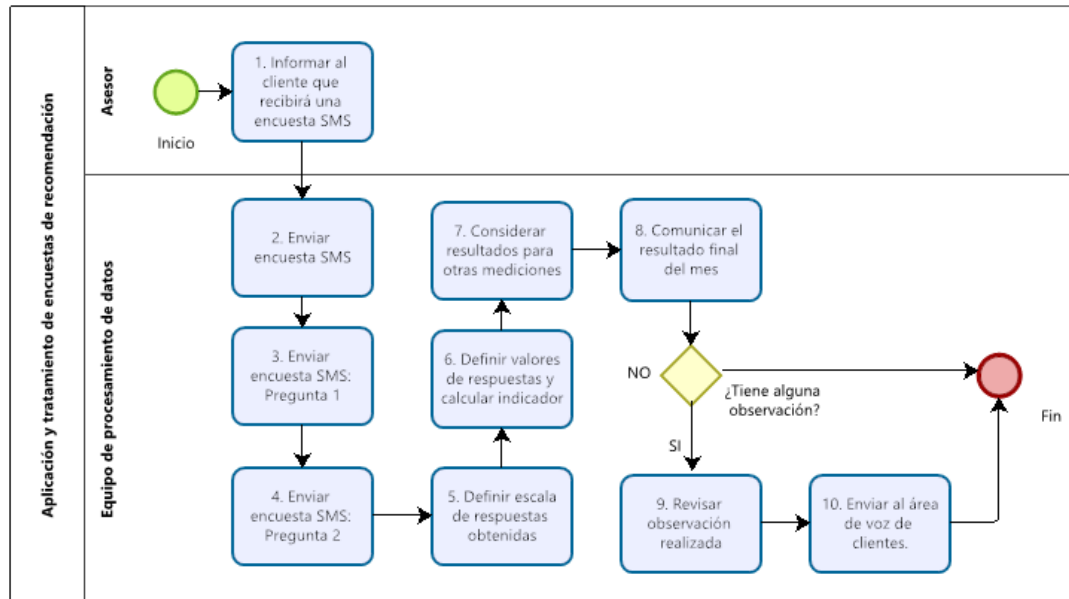 Aplicación y tratamiento de encuestas de recomendación
Asesor
Inicio
1. Informar al
cliente que
recibirá una
encuesta SMS
Equipo de procesamiento de datos
2. Enviar
encuesta SMS
3. Enviar
encuesta SMS:
Pregunta 1
4. Enviar
encuesta SMS:
Pregunta 2
5. Definir escala
de respuestas
obtenidas
6. Definir valores
de respuestas y
calcular indicador
7. Considerar
resultados para
otras mediciones
8. Comunicar el
resultado final
del mes
NO
¿Tiene alguna
observación?
SI
9. Revisar
observación
realizada
10. Enviar al área
de voz de
clientes.
Fin